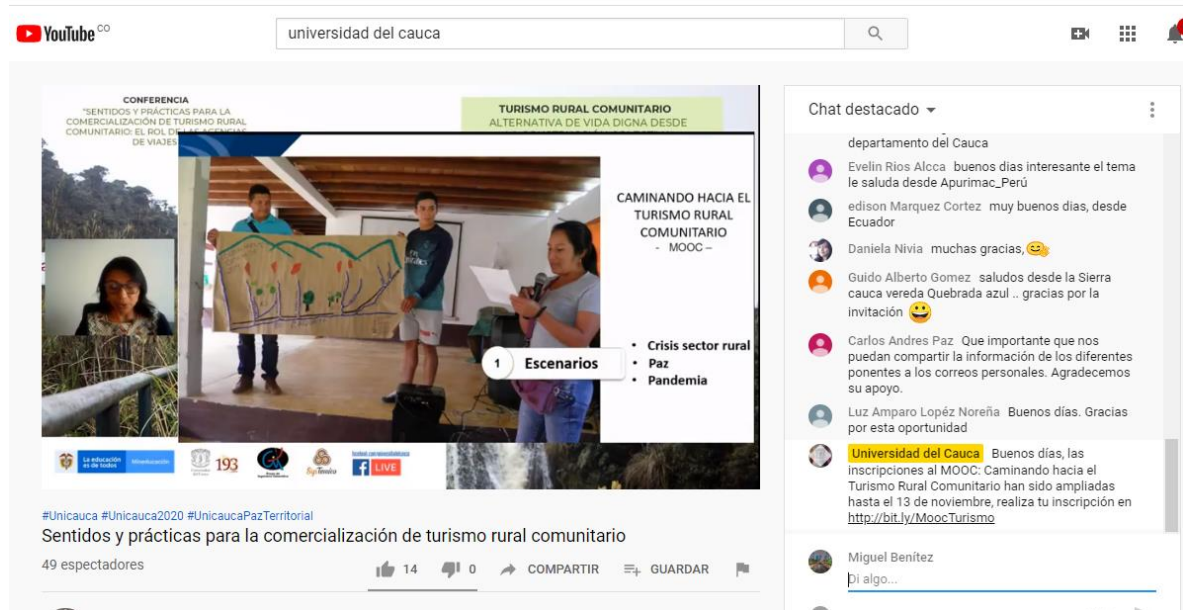 YouTube CO
universidad del cauca
CONFERENCIA
"SENTIDOS Y PRÁCTICAS PARA LA
COMERCIALIZACIÓN DE TURISMO RURAL
COMUNITARIO: EL ROL DE LAS AGENCIAS
DE VIAJES
TURISMO RURAL COMUNITARIO
ALTERNATIVA DE VIDA DIGNA DESDE
CAMINANDO HACIA EL
TURISMO RURAL
COMUNITARIO
- MOOC –
1 Escenarios
• Crisis sector rural
• Paz
• Pandemia
La educación
es de todos
Mineducación
193
LIVE
#Unicauca #Unicauca2020 #UnicaucaPazTerritorial
Sentidos y prácticas para la comercialización de turismo rural comunitario
49 espectadores
14
0
COMPARTIR
GUARDAR
Chat destacado
departamento del Cauca
Evelin Rios Alcca buenos dias interesante el tema
le saluda desde Apurimac_Perú
edison Marquez Cortez muy buenos dias, desde
Ecuador
Daniela Nivia muchas gracias,
Guido Alberto Gomez saludos desde la Sierra
cauca vereda Quebrada azul .. gracias por la
invitación
Carlos Andres Paz Que importante que nos
puedan compartir la información de los diferentes
ponentes a los correos personales. Agradecemos
su apoyo.
Luz Amparo Lopéz Noreña Buenos días. Gracias
por esta oportunidad
Universidad del Cauca Buenos días, las
inscripciones al MOOC: Caminando hacia el
Turismo Rural Comunitario han sido ampliadas
hasta el 13 de noviembre, realiza tu inscripción en
http://bit.ly/MoocTurismo
Miguel Benítez
Di algo...